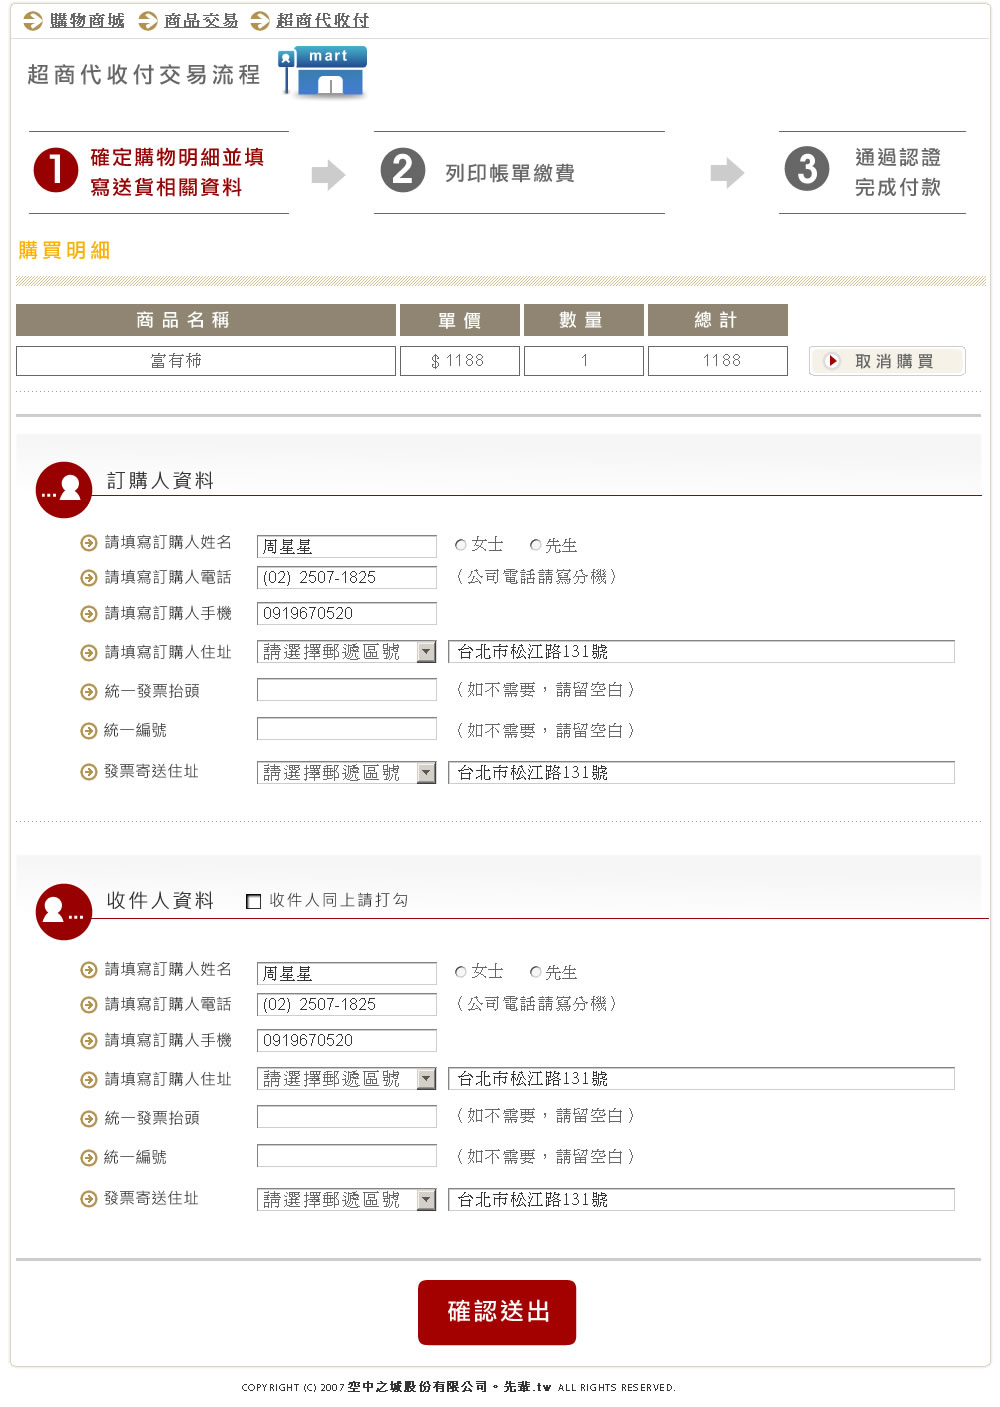 購物商城 商品交易 超商代收付
超商代收付交易流程 mart
1 確定購物明細並填
寫送貨相關資料
2 列印帳單繳費
3 通過認證
完成付款
購買明細
商品名稱 單價 數量 總計
富有柿 $1188 1 1188 取消購買
訂購人資料
請填寫訂購人姓名 周星星 女士 先生
請填寫訂購人電話 (02) 2507-1825 （公司電話請寫分機）
請填寫訂購人手機 0919670520
請填寫訂購人住址 請選擇郵遞區號 台北市松江路131號
統一發票抬頭 （如不需要，請留空白）
統一編號 （如不需要，請留空白）
發票寄送住址 請選擇郵遞區號 台北市松江路131號
收件人資料 收件人同上請打勾
請填寫訂購人姓名 周星星 女士 先生
請填寫訂購人電話 (02) 2507-1825 （公司電話請寫分機）
請填寫訂購人手機 0919670520
請填寫訂購人住址 請選擇郵遞區號 台北市松江路131號
統一發票抬頭 （如不需要，請留空白）
統一編號 （如不需要，請留空白）
發票寄送住址 請選擇郵遞區號 台北市松江路131號
確認送出
COPYRIGHT (C) 2007 空中之城股份有限公司。先輩.tw ALL RIGHTS RESERVED.